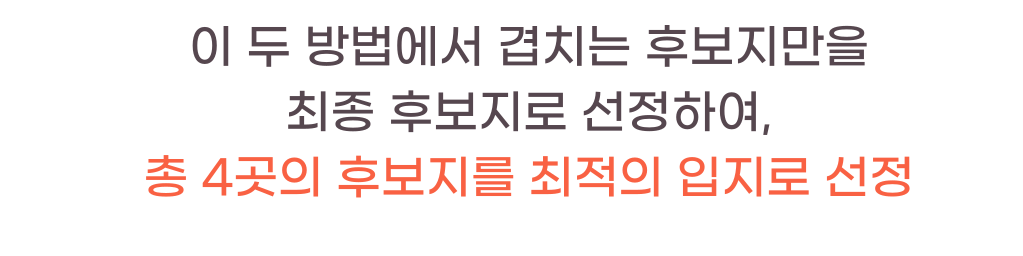 이 두 방법에서 겹치는 후보지만을
최종 후보지로 선정하여,
총 4곳의 후보지를 최적의 입지로 선정